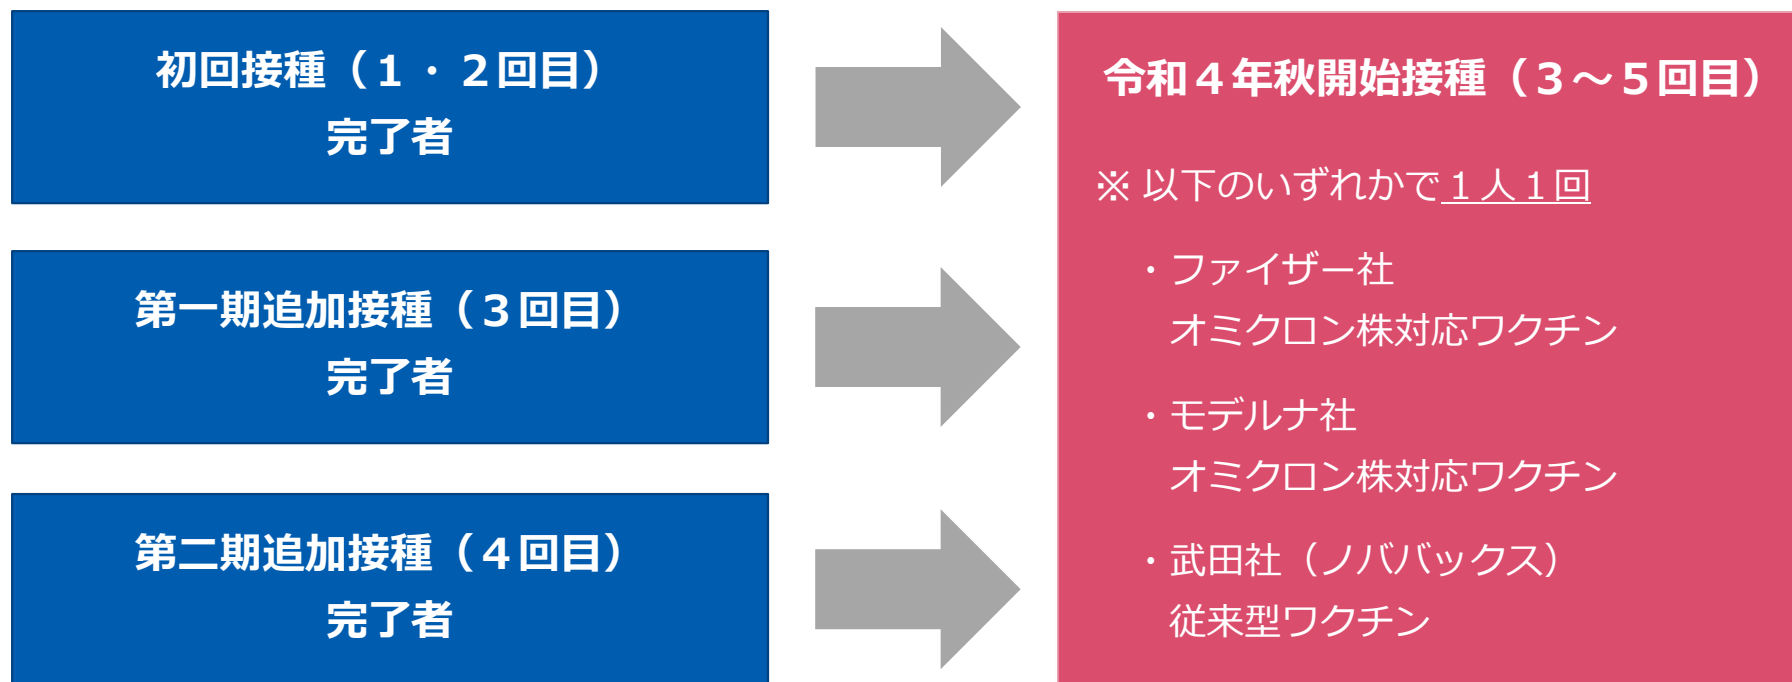 初回接種（１・２回目）
完了者
第一期追加接種（３回目）
完了者
第二期追加接種（４回目）
完了者
令和４年秋開始接種（３～５回目）
※ 以下のいずれかで１人１回
・ファイザー社
オミクロン株対応ワクチン
・モデルナ社
オミクロン株対応ワクチン
・武田社（ノババックス）
従来型ワクチン